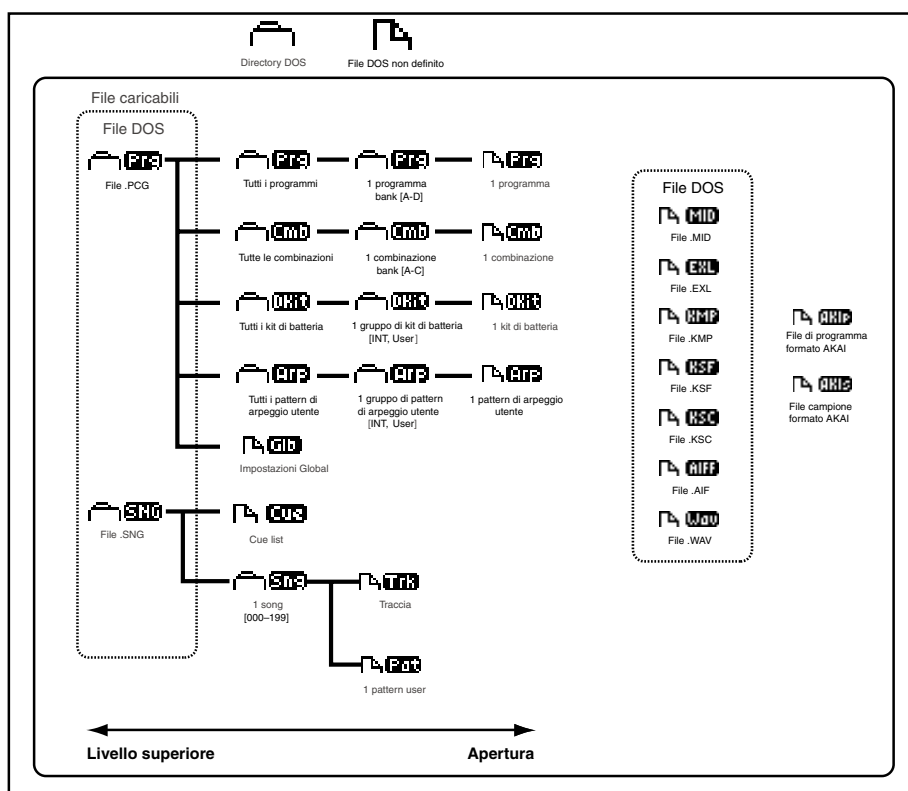 Directory DOS
File DOS non definito
File caricabili
File DOS
Prg
File .PCG
Prg
Tutti i programmi
Prg
1 programma
bank [A-D]
Prg
1 programma
Cmb
Tutte le combinazioni
Cmb
1 combinazione
bank [A-C]
Cmb
1 combinazione
DKit
Tutti i kit di batteria
DKit
1 gruppo di kit di batteria
[INT, User]
DKit
1 kit di batteria
Arp
Tutti i pattern di
arpeggio utente
Arp
1 gruppo di pattern
di arpeggio utente
[INT, User]
Arp
1 pattern di arpeggio
utente
Glb
Impostazioni Global
SNG
File .SNG
Cue
Cue list
Sng
1 song
[000–199]
Trk
Traccia
Pat
1 pattern user
File DOS
MID
File .MID
EXL
File .EXL
KMP
File .KMP
KSF
File .KSF
KSC
File .KSC
AIFF
File .AIF
Wav
File .WAV
AKIP
File di programma
formato AKAI
AKIS
File campione
formato AKAI
Livello superiore
Apertura